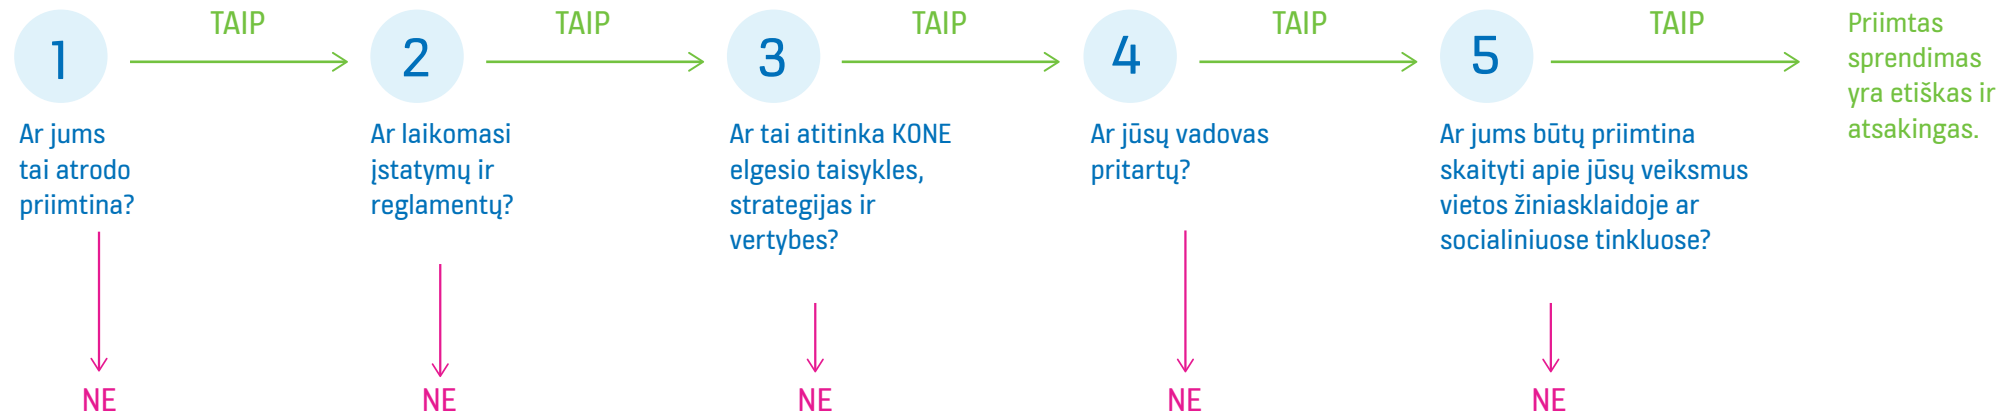 1
TAIP
2
TAIP
3
TAIP
4
TAIP
5
TAIP
Priimtas
sprendimas
yra etiškas ir
atsakingas.
Ar jums
tai atrodo
priimtina?
Ar laikomasi
įstatymų ir
reglamentų?
Ar tai atitinka KONE
elgesio taisykles,
strategijas ir
vertybes?
Ar jūsų vadovas
pritartų?
Ar jums būtų priimtina
skaityti apie jūsų veiksmus
vietos žiniasklaidoje ar
socialiniuose tinkluose?
NE
NE
NE
NE
NE